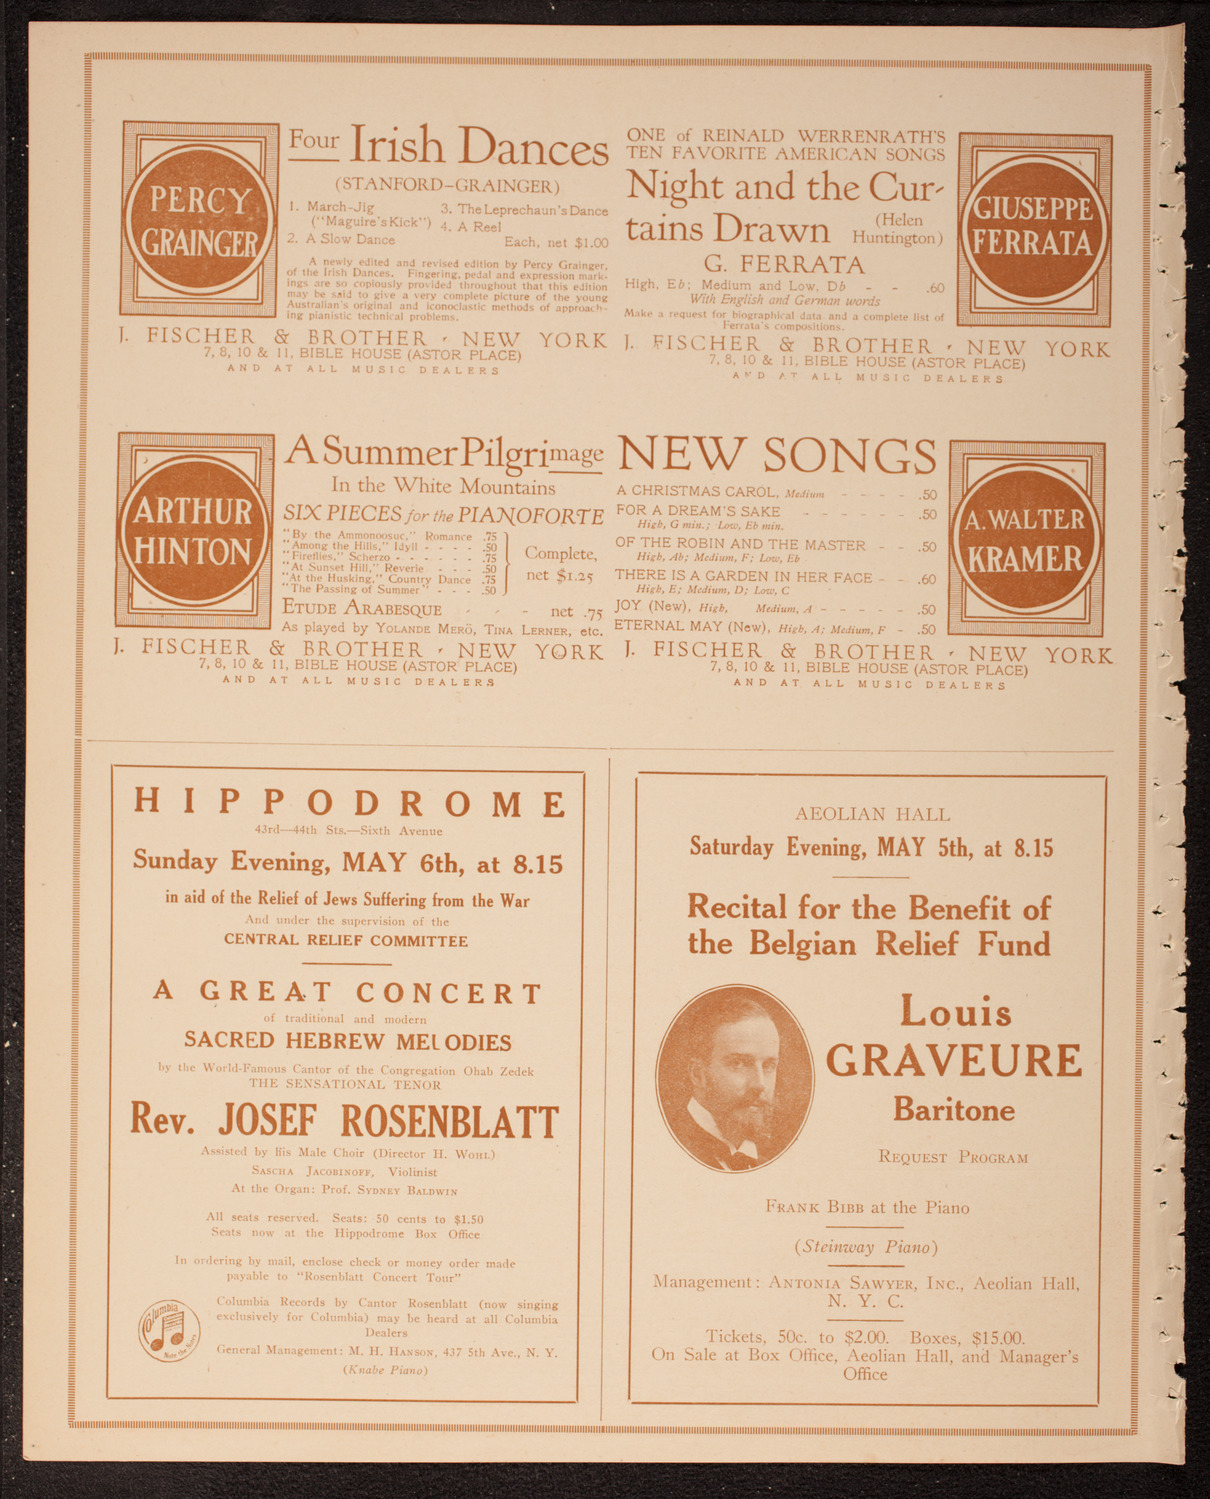 PERCY
GRAINGER
Four Irish Dances
(STANFORD-GRAINGER)
1. March-Jig
("Maguire's Kick")
2. A Slow Dance
3. The Leprechaun's Dance
4. A Reel
Each, net $1.00
A newly edited and revised edition by Percy Grainger,
of the Irish Dances. Fingering, pedal and expression mark-
ings are so copiously provided throughout that this edition
may be said to give a very complete picture of the young
Australian's original and iconoclastic methods of approach-
ing pianistic technical problems.
J. FISCHER & BROTHER, NEW YORK
7, 8, 10 & 11, BIBLE HOUSE (ASTOR PLACE)
AND AT ALL MUSIC DEALERS
ONE of REINALD WERRENRATH'S
TEN FAVORITE AMERICAN SONGS
Night and the Cur-
tains Drawn (Helen Huntington)
G. FERRATA
High, Eb; Medium and Low, Db - - .60
With English and German words
Make a request for biographical data and a complete list of
Ferrata's compositions.
GIUSEPPE
FERRATA
J. FISCHER & BROTHER, NEW YORK
7, 8, 10 & 11, BIBLE HOUSE (ASTOR PLACE)
AND AT ALL MUSIC DEALERS
ARTHUR
HINTON
A Summer Pilgrimage
In the White Mountains
SIX PIECES for the PIANOFORTE
"By the Ammonoosuc," Romance .75
"Among the Hills," Idyll - - - - .50
"Fireflies," Scherzo - - - - - - .75
"At Sunset Hill," Reverie - - - .50
"At the Husking," Country Dance .75
"The Passing of Summer" - - - .50
Complete,
net $1.25
ETUDE ARABESQUE - - - net .75
As played by YOLANDE MERÖ, TINA LERNER, etc.
J. FISCHER & BROTHER, NEW YORK
7, 8, 10 & 11, BIBLE HOUSE (ASTOR PLACE)
AND AT ALL MUSIC DEALERS
NEW SONGS
A CHRISTMAS CAROL, Medium - - - - .50
FOR A DREAM'S SAKE - - - - - .50
High, G min.; Low, Eb min.
OF THE ROBIN AND THE MASTER - - .50
High, Ab; Medium, F; Low, Eb
THERE IS A GARDEN IN HER FACE - - .60
High, E; Medium, D; Low, C
JOY (New), High, Medium, A - - - - - .50
ETERNAL MAY (New), High, A; Medium, F - .50
A. WALTER
KRAMER
J. FISCHER & BROTHER, NEW YORK
7, 8, 10 & 11, BIBLE HOUSE (ASTOR PLACE)
AND AT ALL MUSIC DEALERS
HIPPODROME
43rd—44th Sts.—Sixth Avenue
Sunday Evening, MAY 6th, at 8.15
in aid of the Relief of Jews Suffering from the War
And under the supervision of the
CENTRAL RELIEF COMMITTEE
A GREAT CONCERT
of traditional and modern
SACRED HEBREW MELODIES
by the World-Famous Cantor of the Congregation Ohab Zedek
THE SENSATIONAL TENOR
Rev. JOSEF ROSENBLATT
Assisted by his Male Choir (Director H. WOHL)
SASCHA JACOBINOFF, Violinist
At the Organ: Prof. SYDNEY BALDWIN
All seats reserved. Seats: 50 cents to $1.50
Seats now at the Hippodrome Box Office
In ordering by mail, enclose check or money order made
payable to "Rosenblatt Concert Tour"
Columbia
Note the Notes
Columbia Records by Cantor Rosenblatt (now singing
exclusively for Columbia) may be heard at all Columbia
Dealers
General Management: M. H. HANSON, 437 5th Ave., N. Y.
(Knabe Piano)
AEOLIAN HALL
Saturday Evening, MAY 5th, at 8.15
Recital for the Benefit of
the Belgian Relief Fund
Louis
GRAVEURE
Baritone
REQUEST PROGRAM
FRANK BIBB at the Piano
(Steinway Piano)
Management: ANTONIA SAWYER, INC., Aeolian Hall,
N. Y. C.
Tickets, 50c. to $2.00. Boxes, $15.00.
On Sale at Box Office, Aeolian Hall, and Manager's
Office